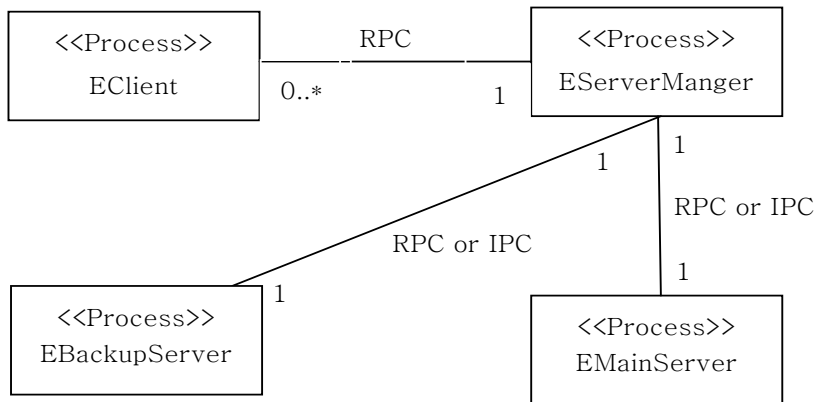 <<Process>>
EClient
RPC
0..*
1
<<Process>>
EServerManger
1
1
RPC or IPC
RPC or IPC
1
1
<<Process>>
EBackupServer
<<Process>>
EMainServer